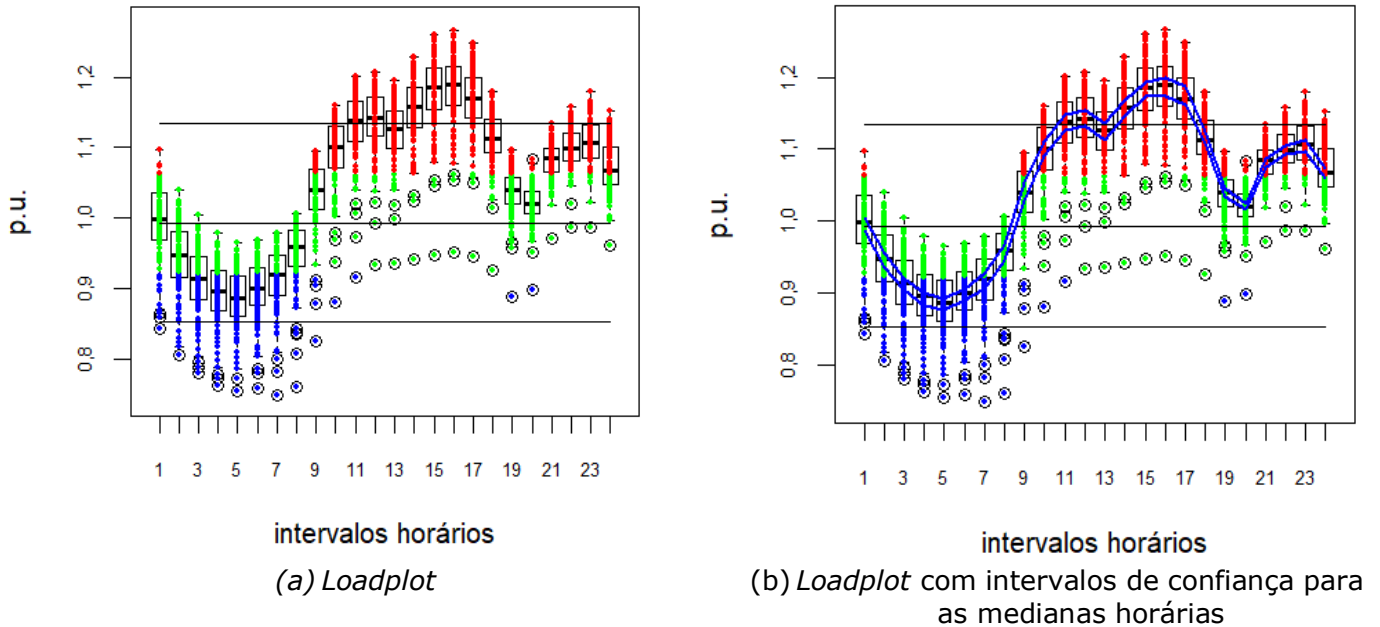 p.u.
1,2
1,1
1,0
0,9
0,8
1 3 5 7 9 11 13 15 17 19 21 23
intervalos horários
(a) Loadplot
p.u.
1,2
1,1
1,0
0,9
0,8
1 3 5 7 9 11 13 15 17 19 21 23
intervalos horários
(b) Loadplot com intervalos de confiança para
as medianas horárias